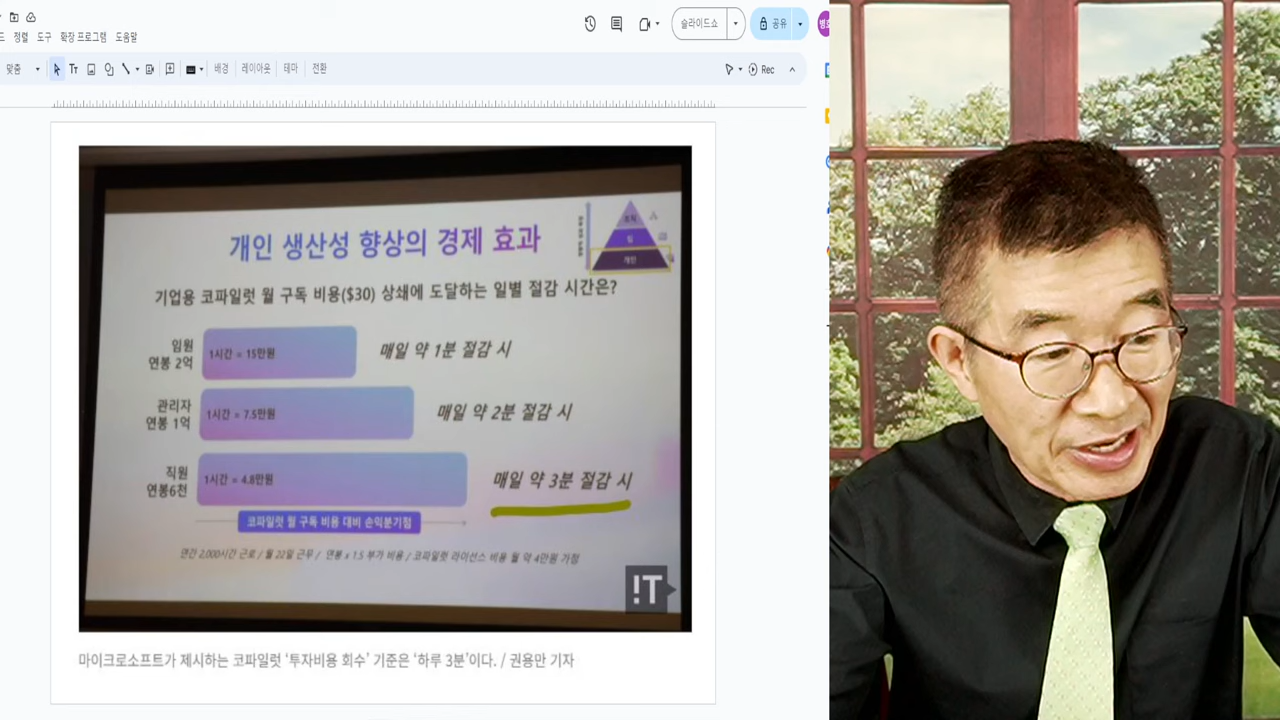 정렬 도구 확장 프로그램 도움말
슬라이드쇼
공유
맞춤
Tт
배경
레이아웃
테마
전환
Rec
개인 생산성 향상의 경제 효과
팀
개인
기업용 코파일럿 월 구독 비용($30) 상쇄에 도달하는 일별 절감 시간은?
임원
연봉 2억
1시간 = 15만원
매일 약 1분 절감 시
관리자
연봉 1억
1시간 = 7.5만원
매일 약 2분 절감 시
직원
연봉6천
1시간 = 4.8만원
매일 약 3분 절감 시
코파일럿 월 구독 비용 대비 손익분기점
연간 2,000시간 근로 / 월 22일 근무 / 연봉 x 1.5 부가 비용 / 코파일럿 라이선스 비용 월 약 4만원 가정
!T
마이크로소프트가 제시하는 코파일럿 ‘투자비용 회수’ 기준은 ‘하루 3분’이다. / 권용만 기자